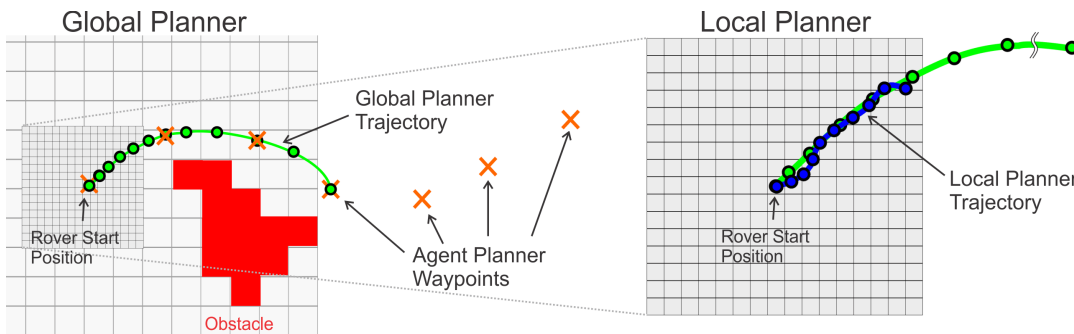 Global Planner
Local Planner
Global Planner
Trajectory
Rover Start
Position
Agent Planner
Waypoints
Obstacle
Local Planner
Trajectory
Rover Start
Position